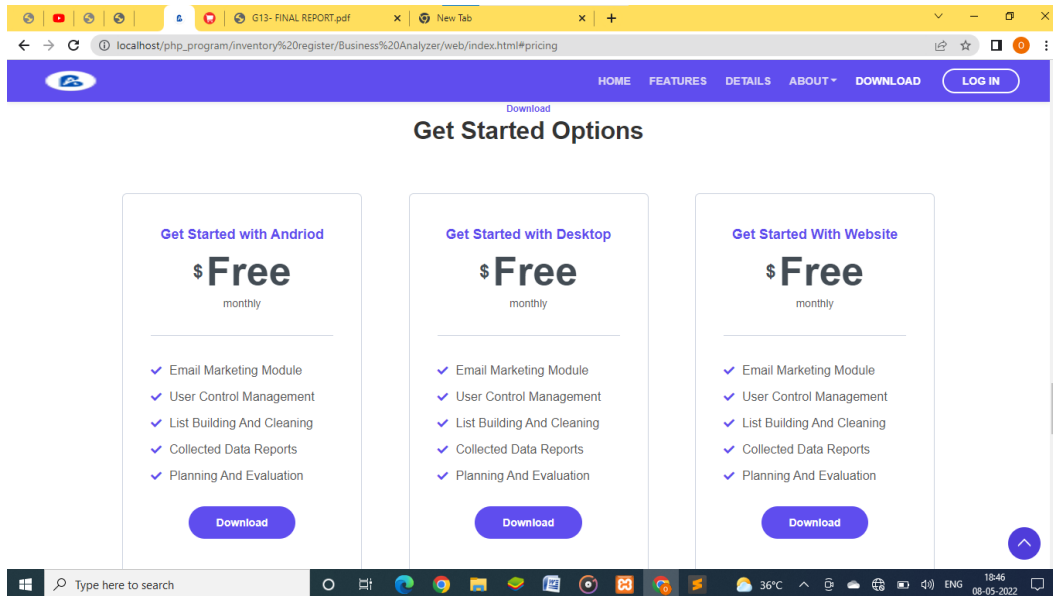 G13- FINAL REPORT.pdf
New Tab
localhost/php_program/inventory%20register/Business%20Analyzer/web/index.html#pricing
O
HOME FEATURES DETAILS ABOUT DOWNLOAD LOG IN
Download
Get Started Options
Get Started with Andriod
$Free
monthly
Email Marketing Module
User Control Management
List Building And Cleaning
Collected Data Reports
Planning And Evaluation
Download
Get Started with Desktop
$Free
monthly
Email Marketing Module
User Control Management
List Building And Cleaning
Collected Data Reports
Planning And Evaluation
Download
Get Started With Website
$Free
monthly
Email Marketing Module
User Control Management
List Building And Cleaning
Collected Data Reports
Planning And Evaluation
Download
Type here to search
36°C ENG 18:46
08-05-2022